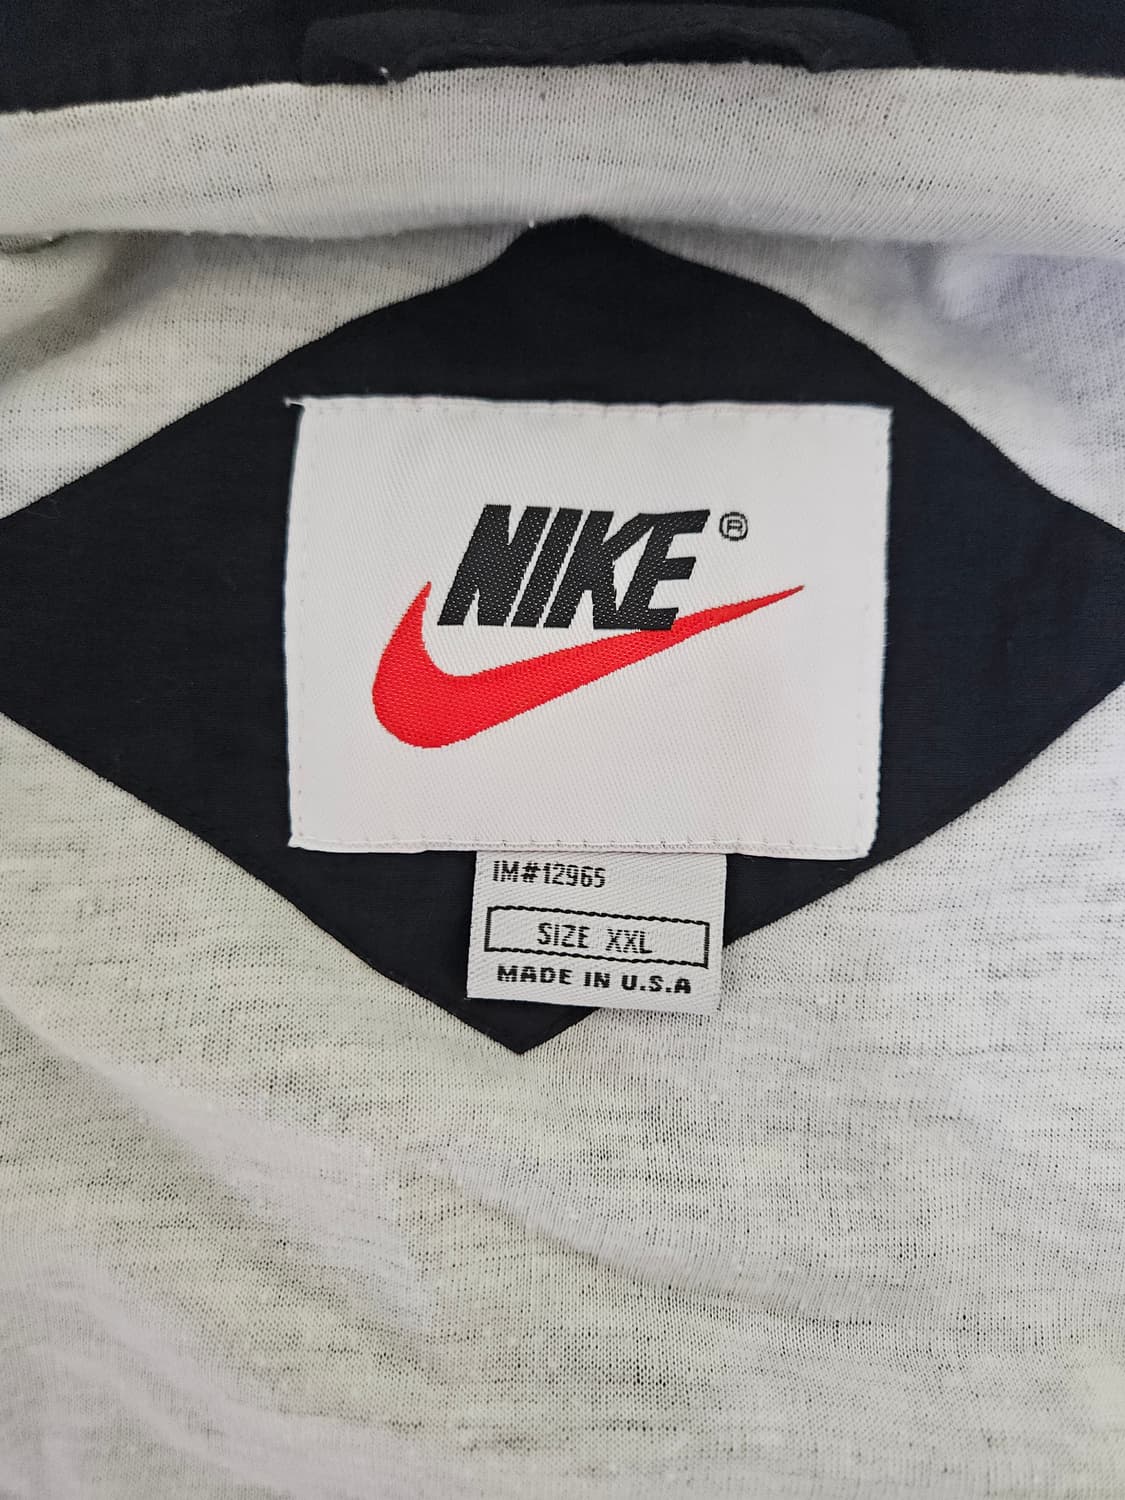 NIKE®
IM#12965
SIZE XXL
MADE IN U.S.A